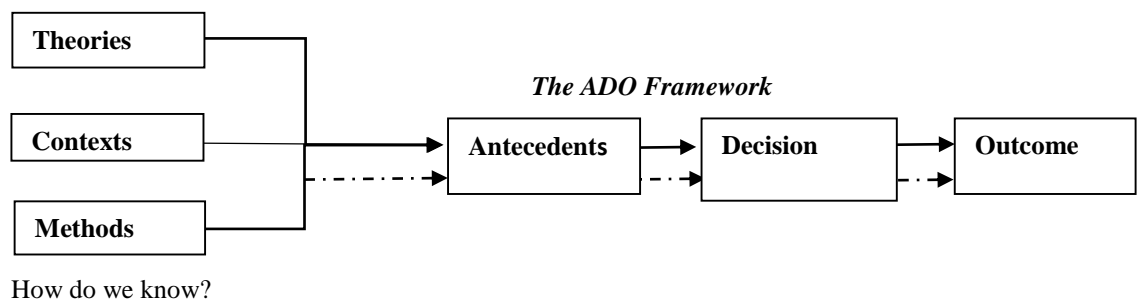 Theories
The ADO Framework
Contexts
Antecedents
Decision
Outcome
Methods
How do we know?